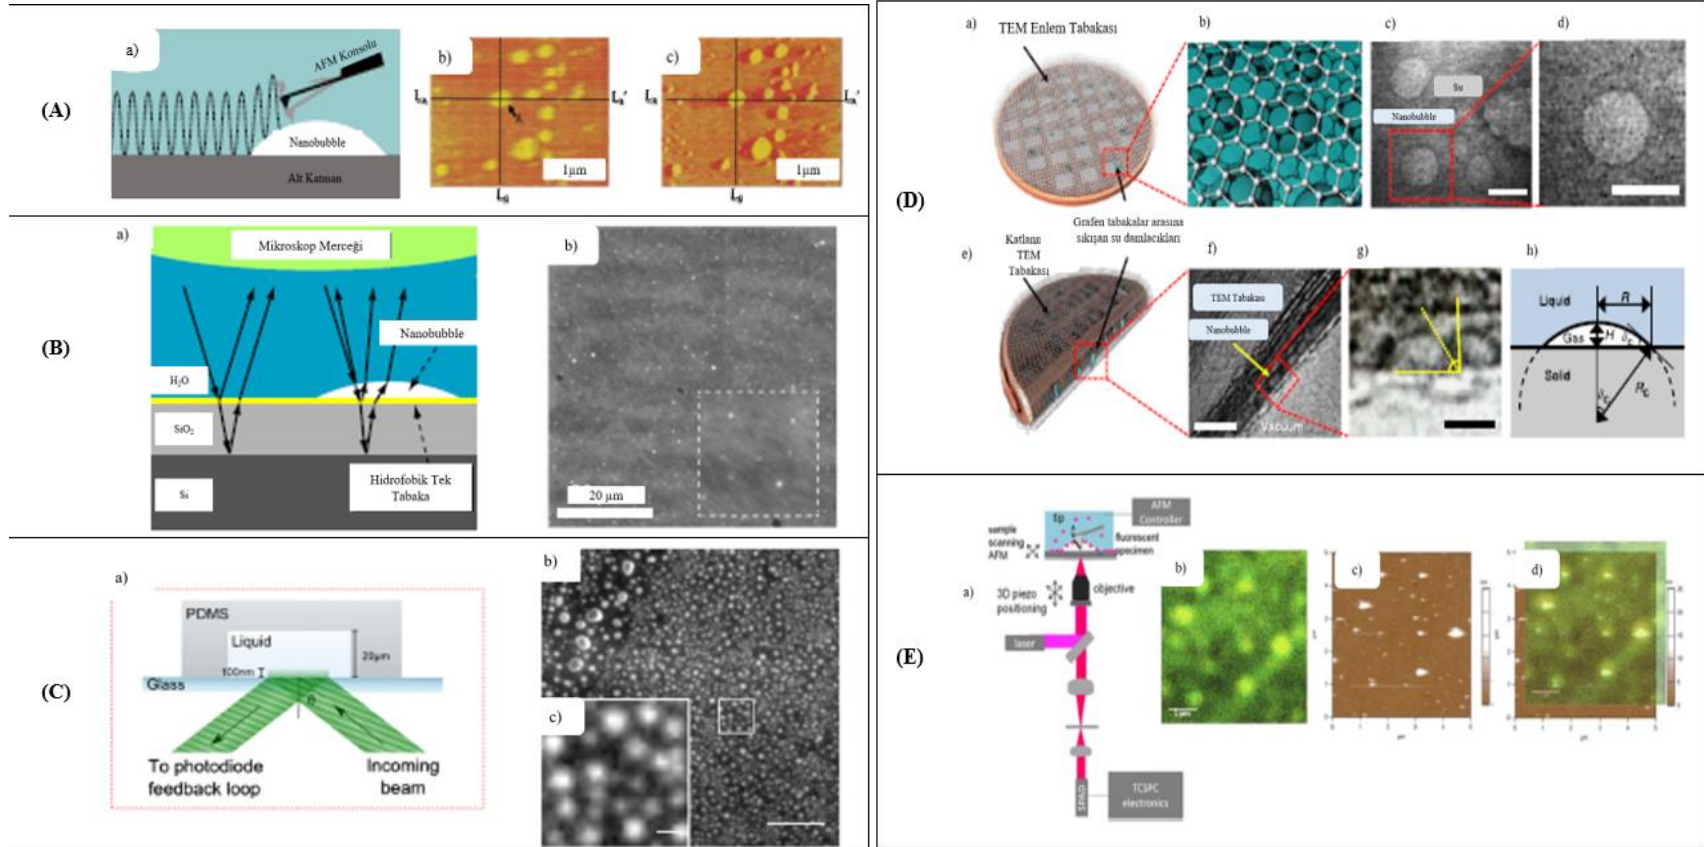 (A)
a)
AFM Konsolu
Nanobubble
Alt Katman
b)
1µm
c)
1µm
(B)
a)
Mikroskop Merceği
Nanobubble
H₂O
SiO₂
Si
Hidrofobik Tek
Tabaka
b)
20 µm
(C)
a)
PDMS
Liquid
20µm
100nm
Glass
θ
To photodiode
feedback loop
Incoming
beam
b)
c)
(D)
a)
TEM Enlem Tabakası
b)
c)
Su
Nanobubble
d)
Grafen tabakalar arasına
sıkışan su damlacıkları
e)
Katlanı
TEM
Tabakası
f)
TEM Tabakası
Nanobubble
Vacuum
g)
h)
Liquid
R
Gas
H
Solid
(E)
a)
AFM
Controller
tip
sample
scanning
AFM
fluorescent
specimen
3D piezo
positioning
objective
laser
SPAD
TCSPC
electronics
b)
1 µm
c)
d)